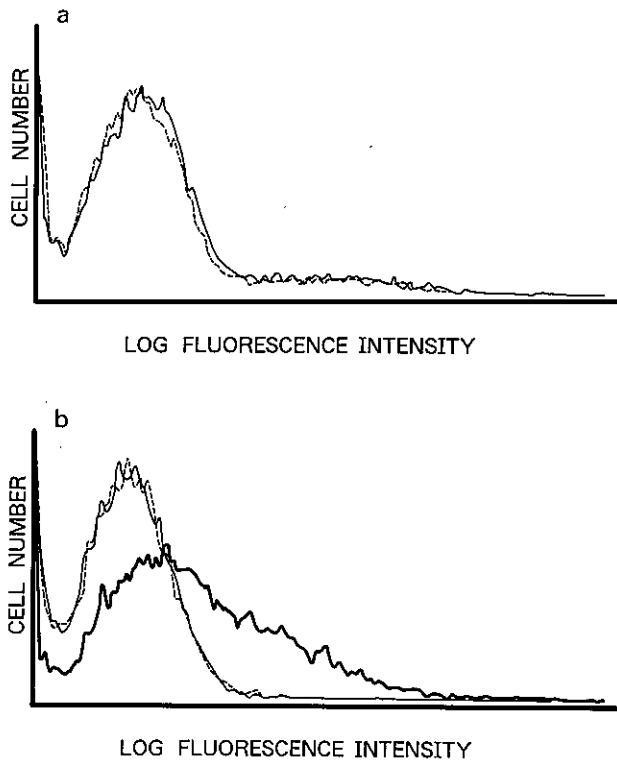 a
CELL NUMBER
LOG FLUORESCENCE INTENSITY
b
CELL NUMBER
LOG FLUORESCENCE INTENSITY